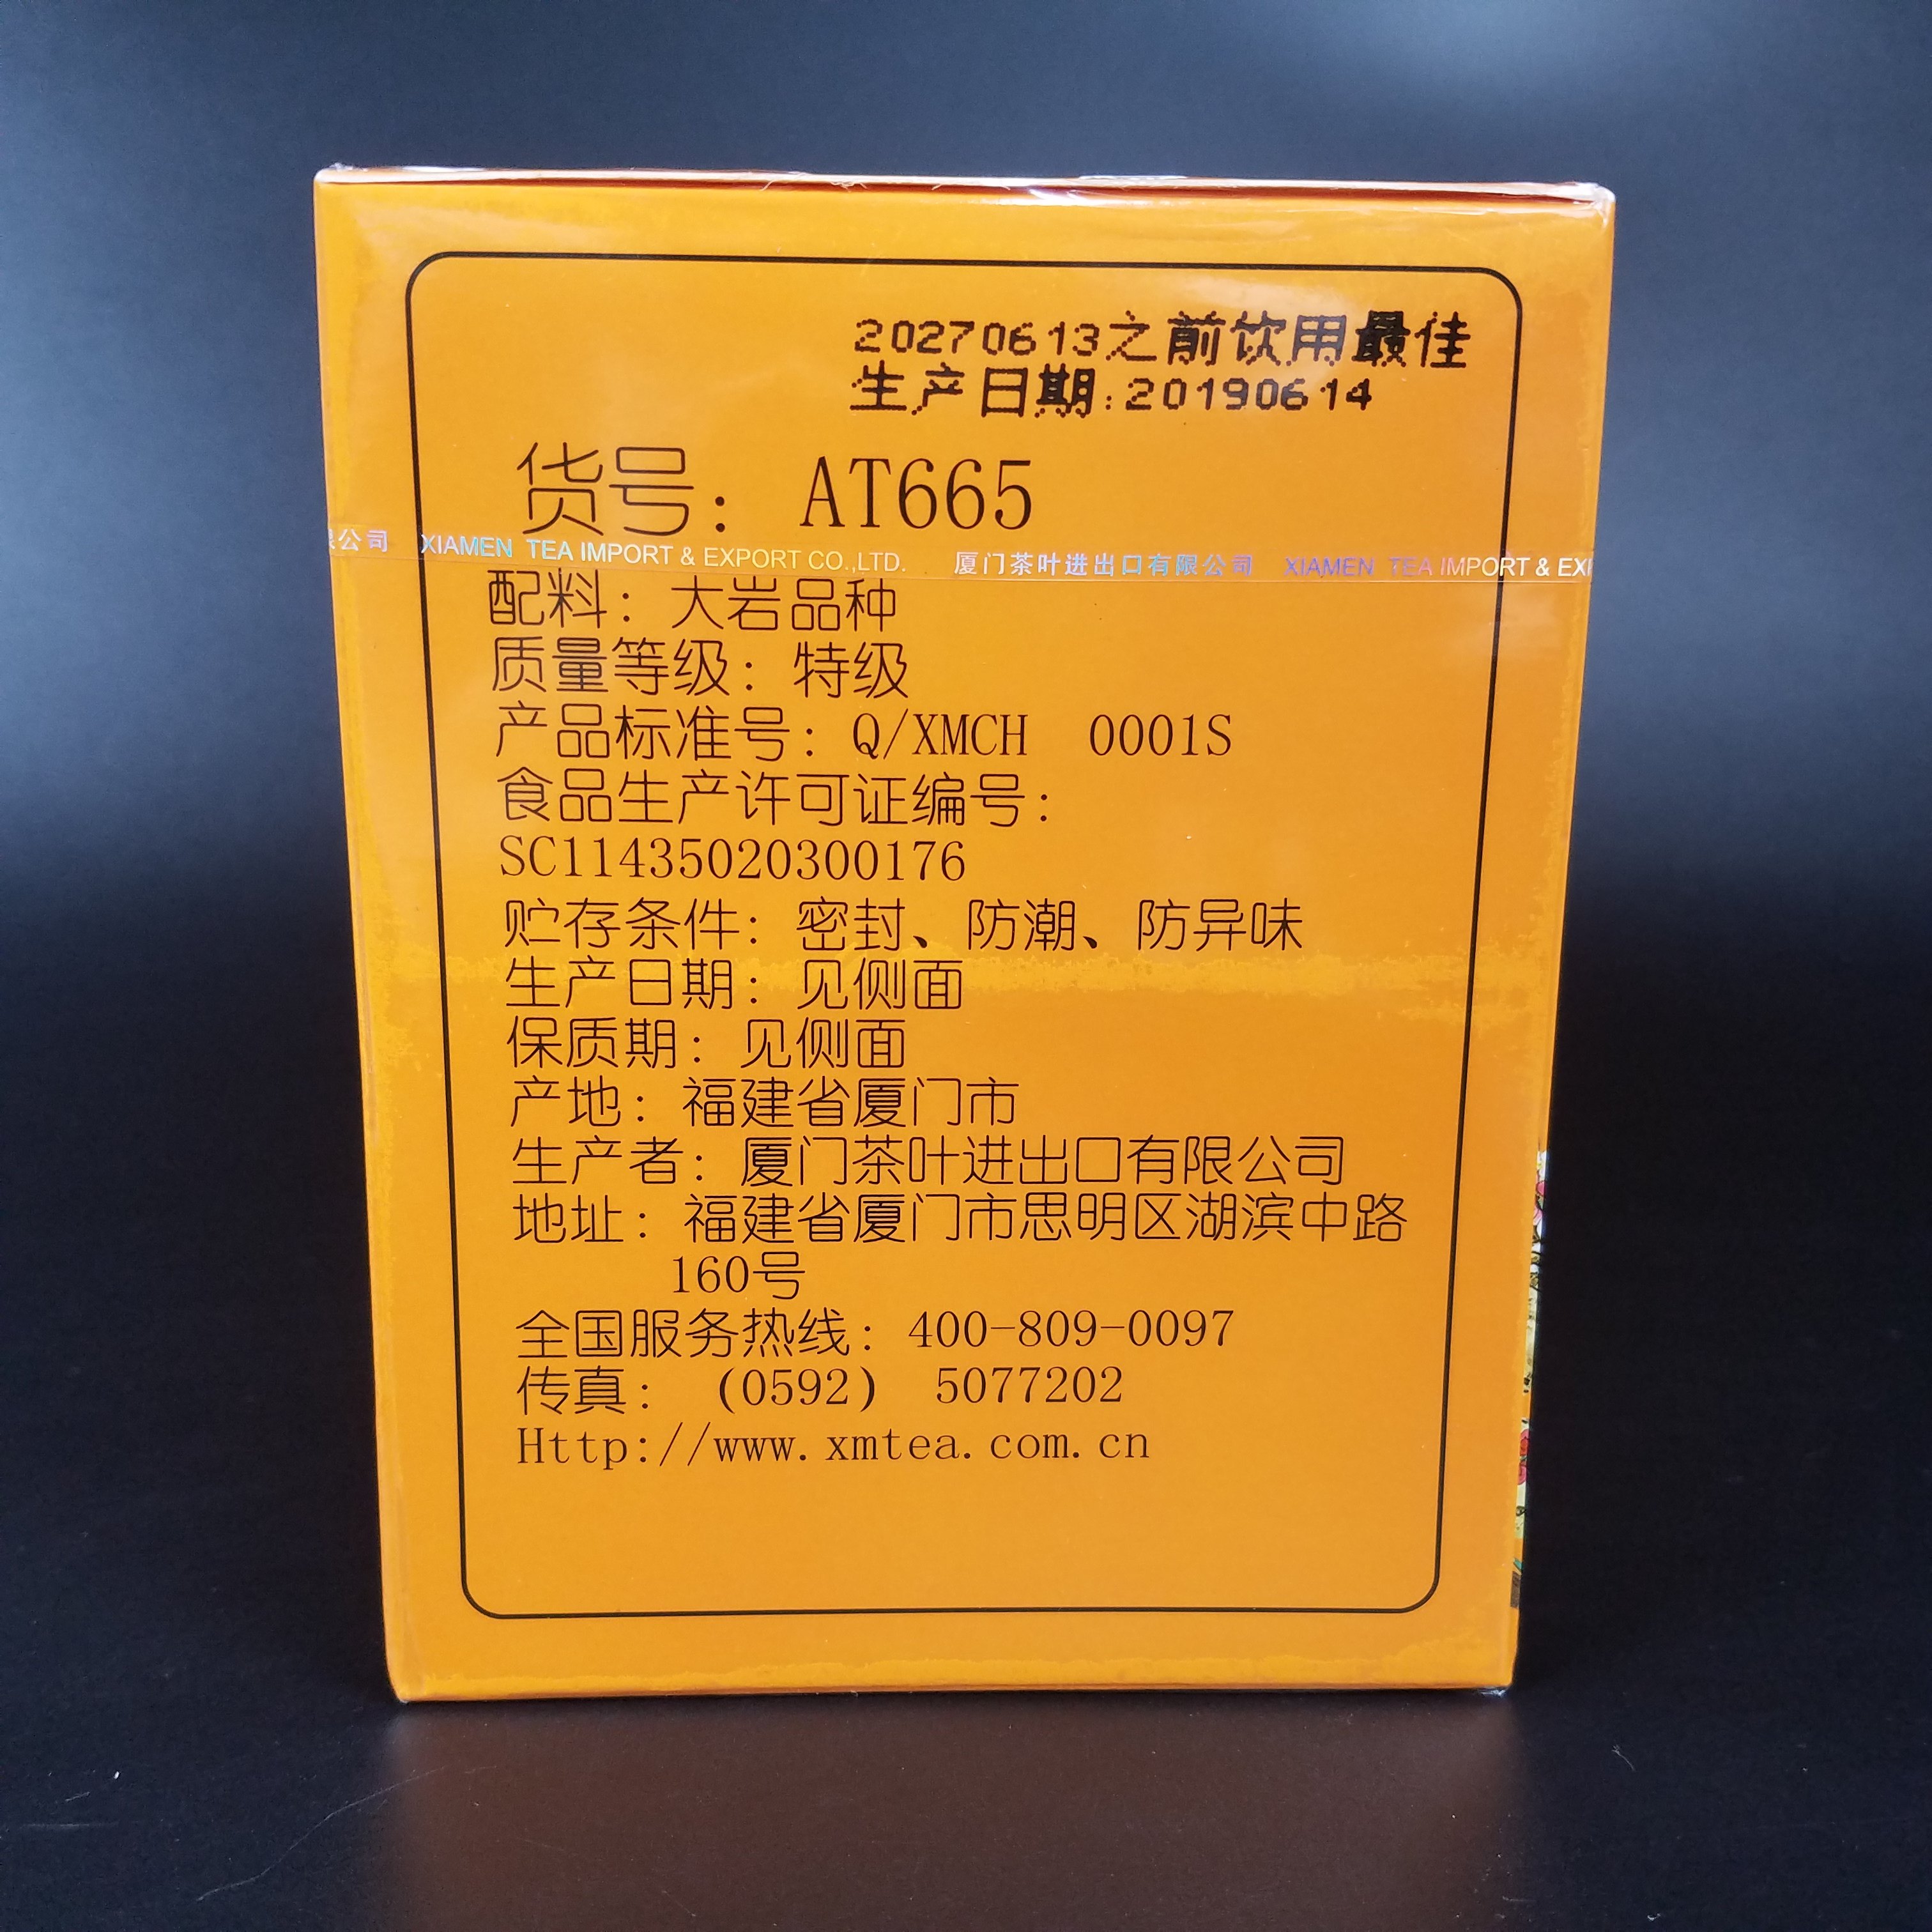 20270613之前饮用最佳
生产日期:20190614
货号: AT665
公司 XIAMEN TEA IMPORT & EXPORT CO.,LTD. 厦门茶叶进出口有限公司 XIAMEN TEA IMPORT & EX
配料: 大岩品种
质量等级: 特级
产品标准号: Q/XMCH 0001S
食品生产许可证编号:
SC11435020300176
贮存条件: 密封、防潮、防异味
生产日期: 见侧面
保质期: 见侧面
产地: 福建省厦门市
生产者: 厦门茶叶进出口有限公司
地址: 福建省厦门市思明区湖滨中路
160号
全国服务热线: 400-809-0097
传真: (0592) 5077202
Http://www.xmtea.com.cn